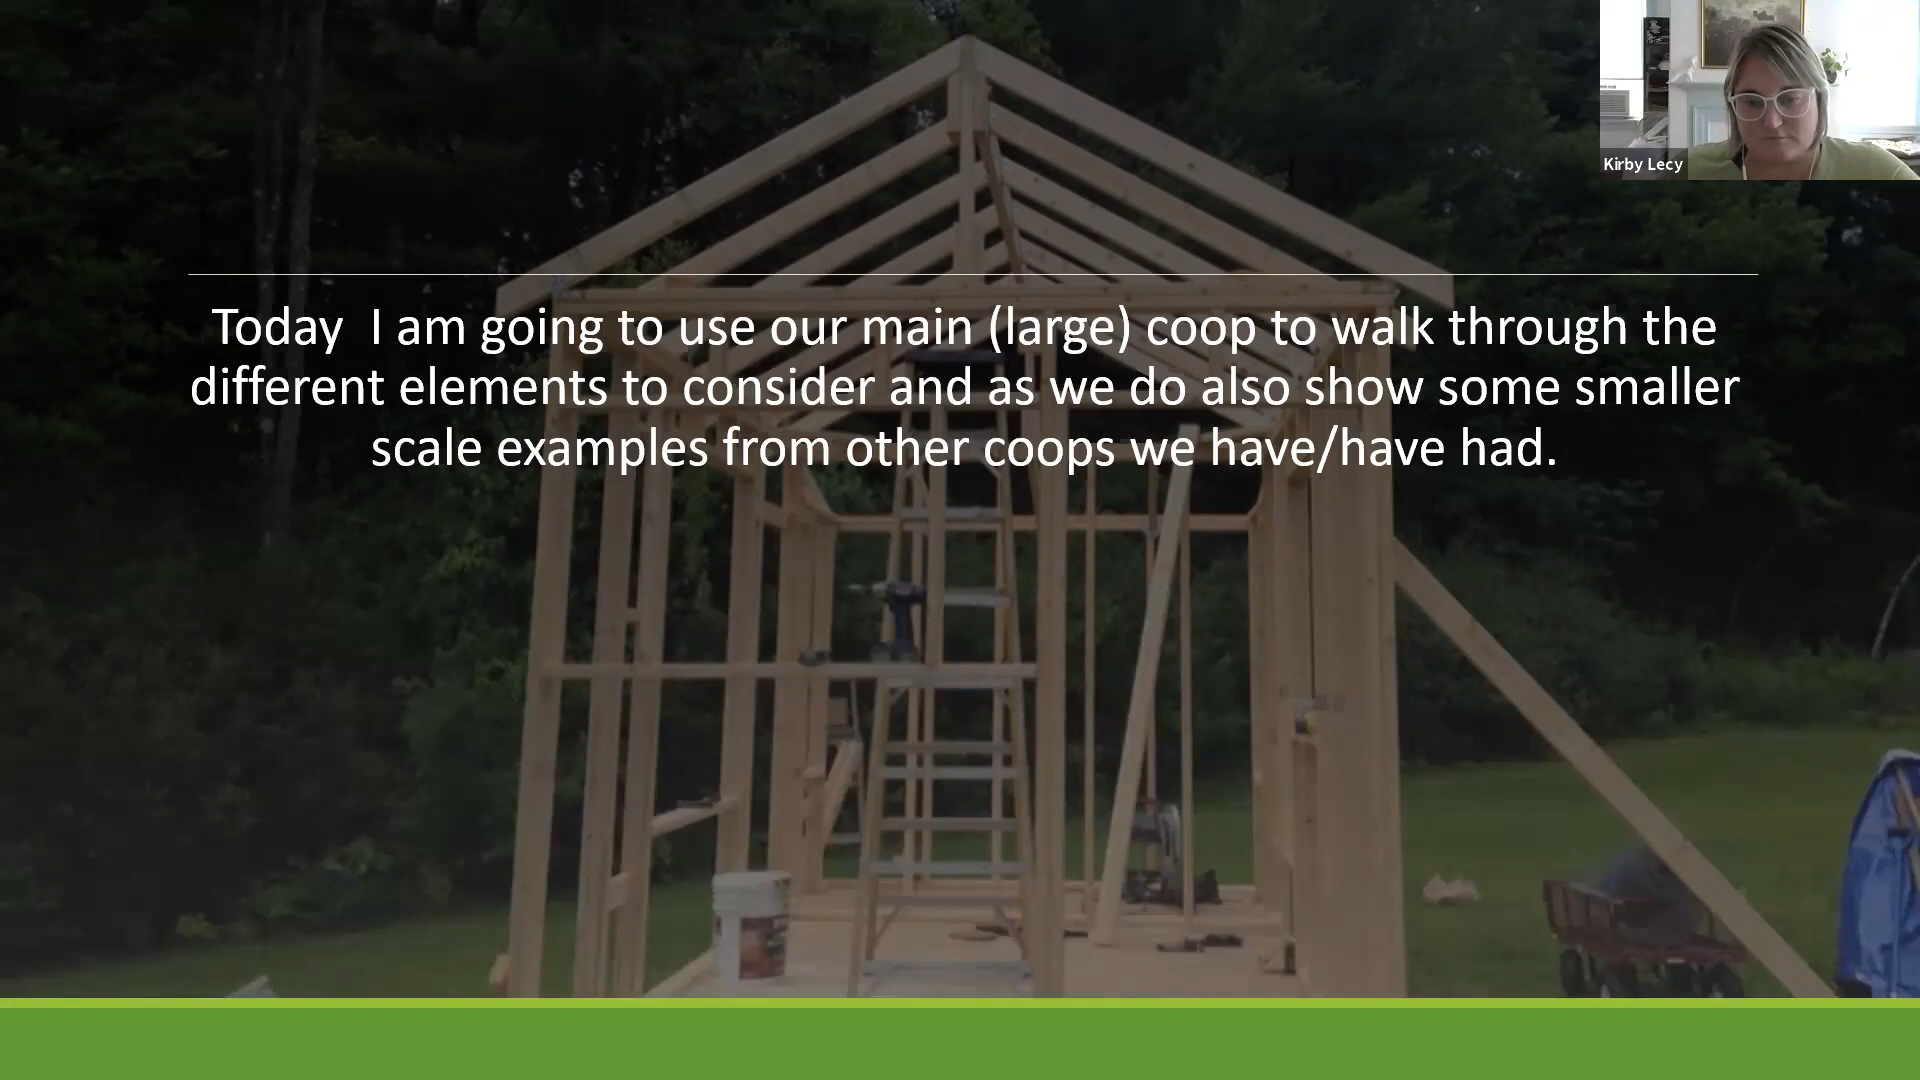 Kirby Lecy
Today  I am going to use our main (large) coop to walk through the
different elements to consider and as we do also show some smaller
scale examples from other coops we have/have had.